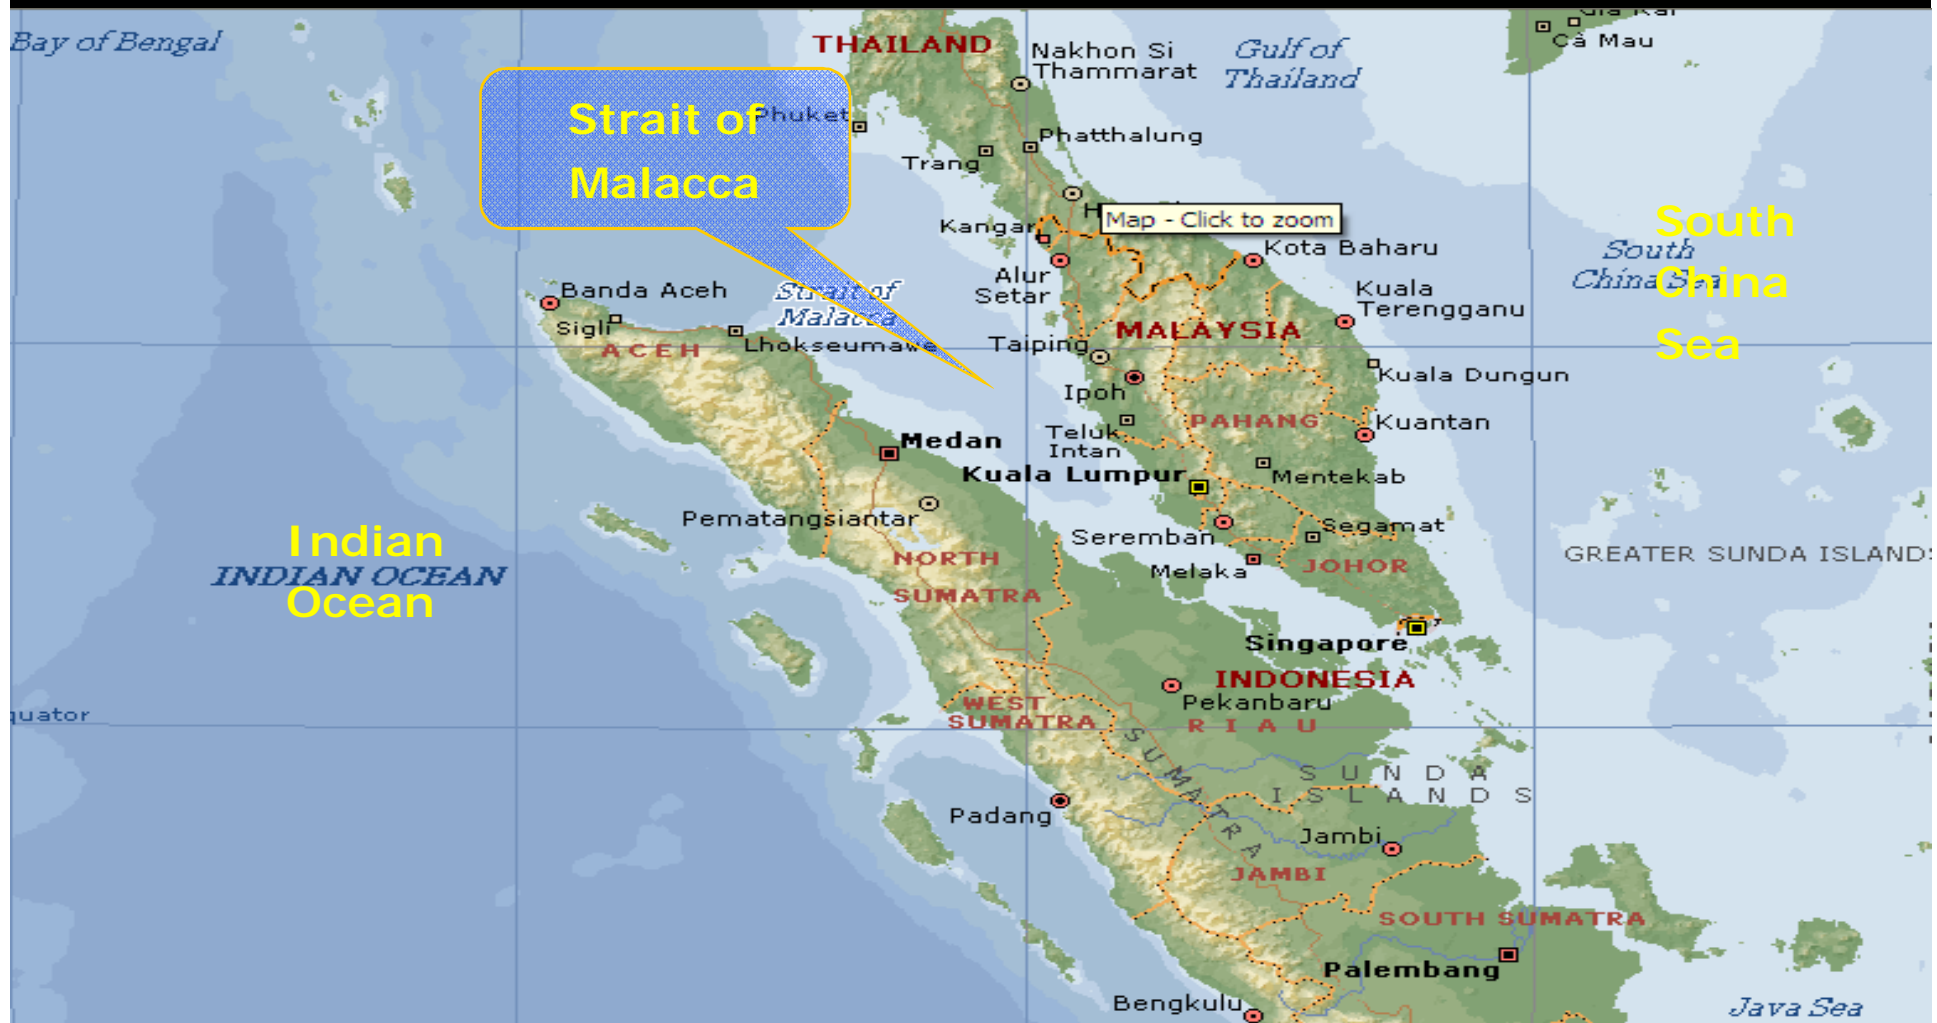 Bay of Bengal
THAILAND
Nakhon Si
Thammarat
Gulf of
Thailand
Cà Mau
Strait of
Malacca
Phuket
Phatthalung
Trang
Map - Click to zoom
Kangar
Kota Baharu
South
China
Sea
South
China Sea
Alur
Setar
Kuala
Terengganu
Banda Aceh
Strait of
Malacca
Sigli
Lhokseumawe
ACEH
Taiping
MALAYSIA
Kuala Dungun
Ipoh
PAHANG
Kuantan
Teluk
Intan
Medan
Kuala Lumpur
Mentekab
Pematangsiantar
Segamat
Seremban
Indian
Ocean
INDIAN OCEAN
NORTH
SUMATRA
Melaka
JOHOR
GREATER SUNDA ISLANDS
Singapore
INDONESIA
Pekanbaru
RIAU
WEST
SUMATRA
quator
SUMATRA
SUNDA
ISLANDS
Padang
Jambi
JAMBI
SOUTH SUMATRA
Palembang
Bengkulu
Java Sea